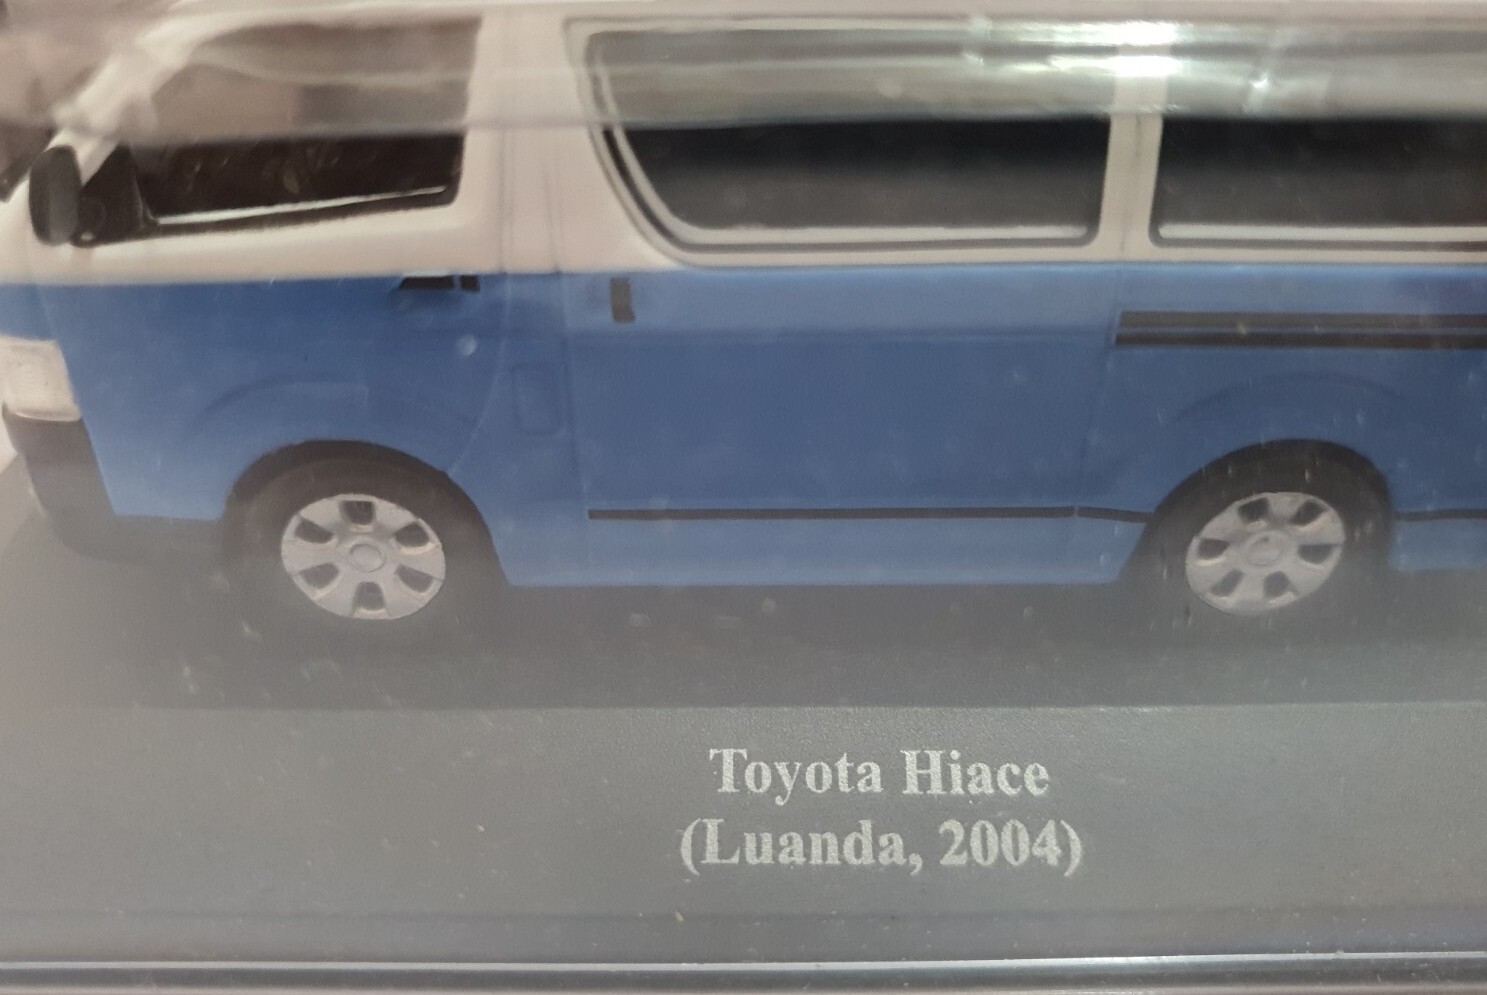 Toyota Hiace
(Luanda, 2004)